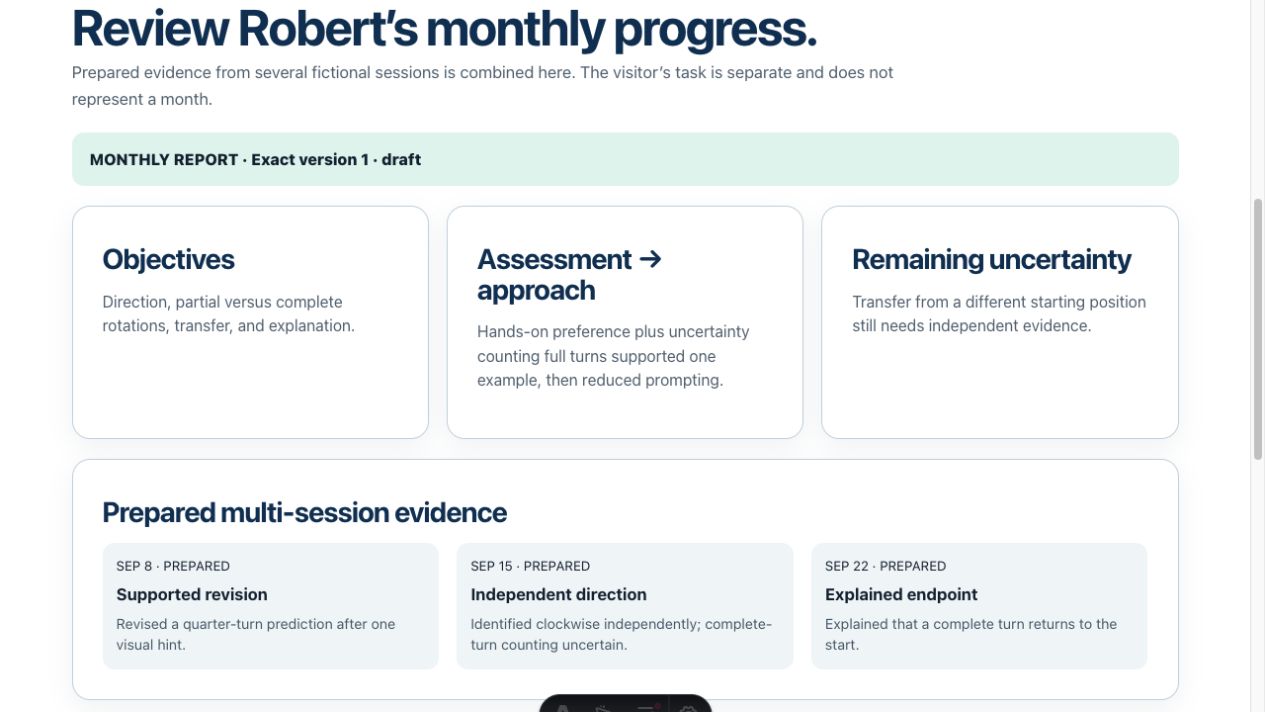 Review Robert’s monthly progress.
Prepared evidence from several fictional sessions is combined here. The visitor’s task is separate and does not
represent a month.
MONTHLY REPORT · Exact version 1 · draft
Objectives
Direction, partial versus complete
rotations, transfer, and explanation.
Assessment →
approach
Hands-on preference plus uncertainty
counting full turns supported one
example, then reduced prompting.
Remaining uncertainty
Transfer from a different starting position
still needs independent evidence.
Prepared multi-session evidence
SEP 8 · PREPARED
Supported revision
Revised a quarter-turn prediction after one
visual hint.
SEP 15 · PREPARED
Independent direction
Identified clockwise independently; complete-
turn counting uncertain.
SEP 22 · PREPARED
Explained endpoint
Explained that a complete turn returns to the
start.